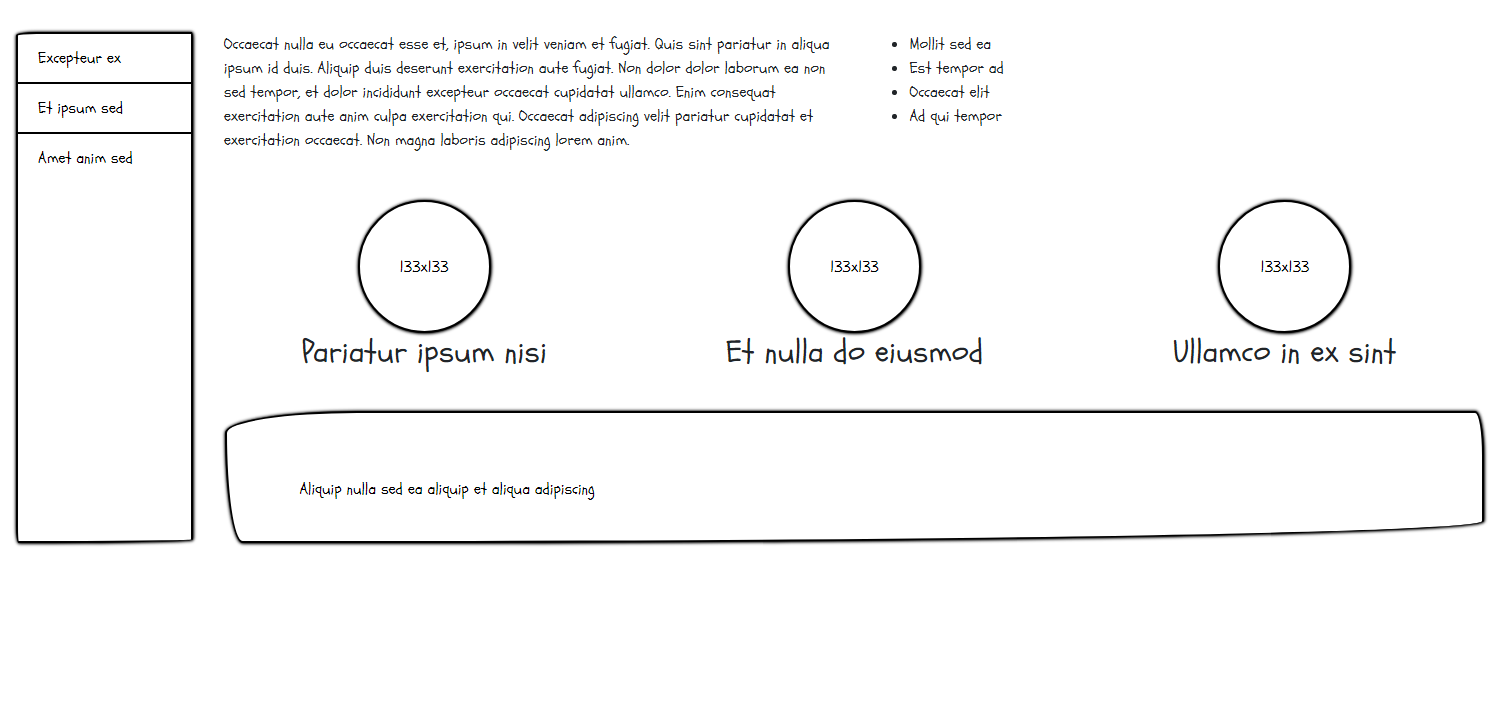 Excepteur ex
Et ipsum sed
Amet anim sed
Occaecat nulla eu occaecat esse et, ipsum in velit veniam et fugiat. Quis sint pariatur in aliqua
ipsum id duis. Aliquip duis deserunt exercitation aute fugiat. Non dolor dolor laborum ea non
sed tempor, et dolor incididunt excepteur occaecat cupidatat ullamco. Enim consequat
exercitation aute anim culpa exercitation qui. Occaecat adipiscing velit pariatur cupidatat et
exercitation occaecat. Non magna laboris adipiscing lorem anim.
Mollit sed ea
Est tempor ad
Occaecat elit
Ad qui tempor
133x133
133x133
133x133
Pariatur ipsum nisi
Et nulla do eiusmod
Ullamco in ex sint
Aliquip nulla sed ea aliquip et aliqua adipiscing